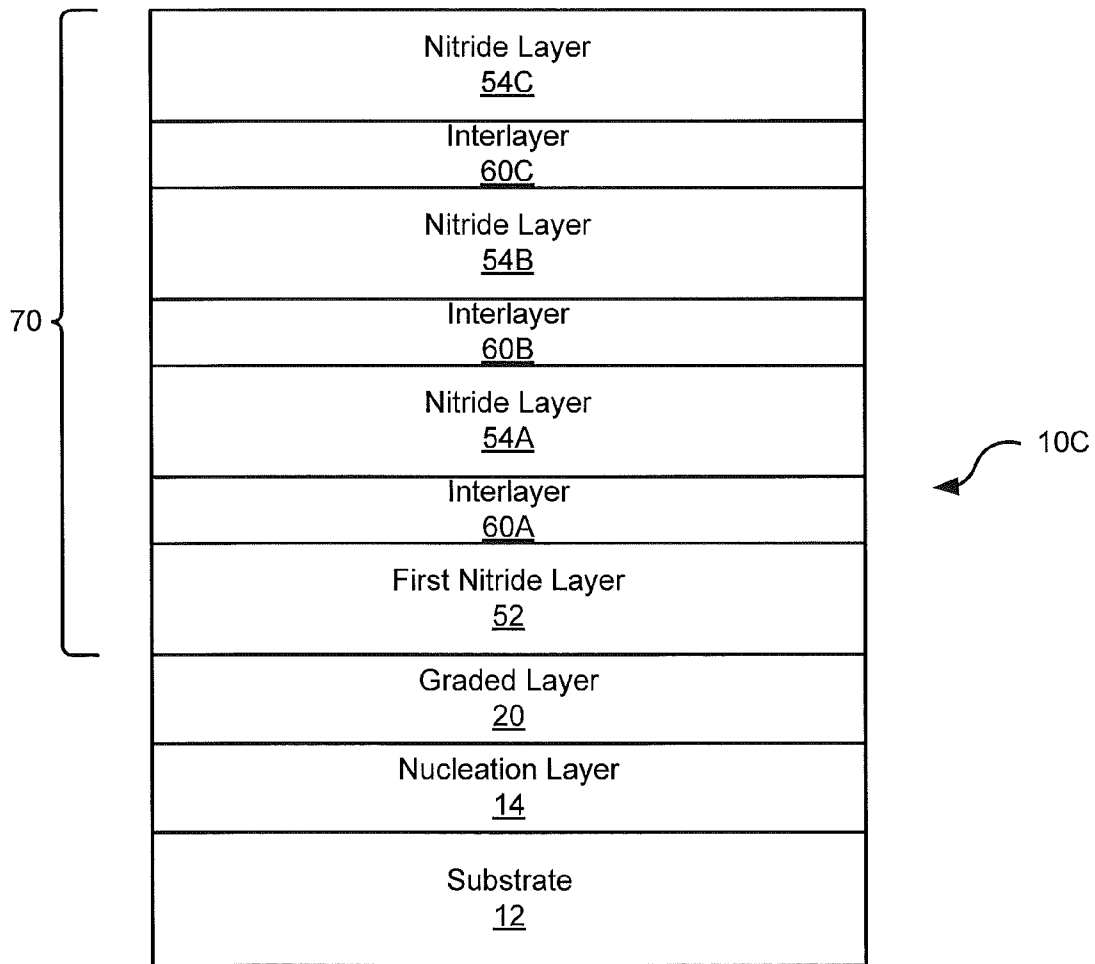 Nitride Layer
54C
Interlayer
60C
Nitride Layer
54B
70
Interlayer
60B
Nitride Layer
54A
10C
Interlayer
60A
First Nitride Layer
52
Graded Layer
20
Nucleation Layer
14
Substrate
12